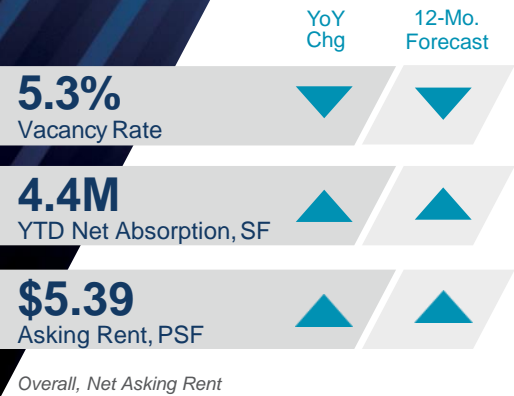 YoY 12-Mo.
Chg Forecast
5.3%
Vacancy Rate
4.4M
YTD Net Absorption, SF
$5.39
Asking Rent, PSF
Overall, Net Asking Rent